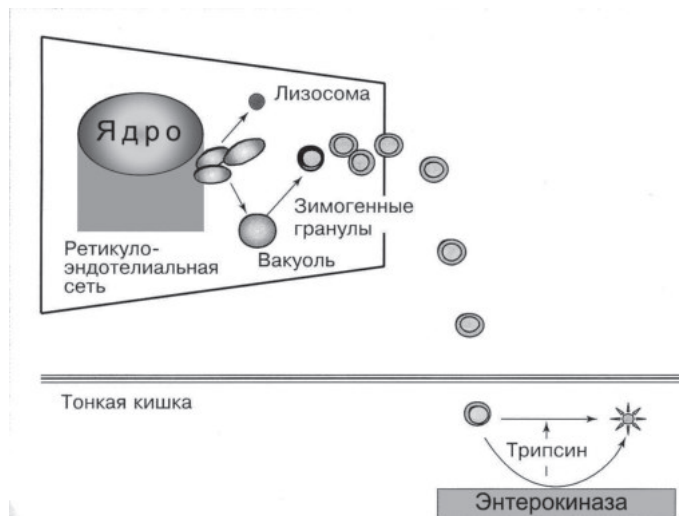 Лизосома
Ядро
Зимогенные
гранулы
Ретикуло-
эндотелиальная
сеть
Вакуоль
Тонкая кишка
Трипсин
Энтерокиназа